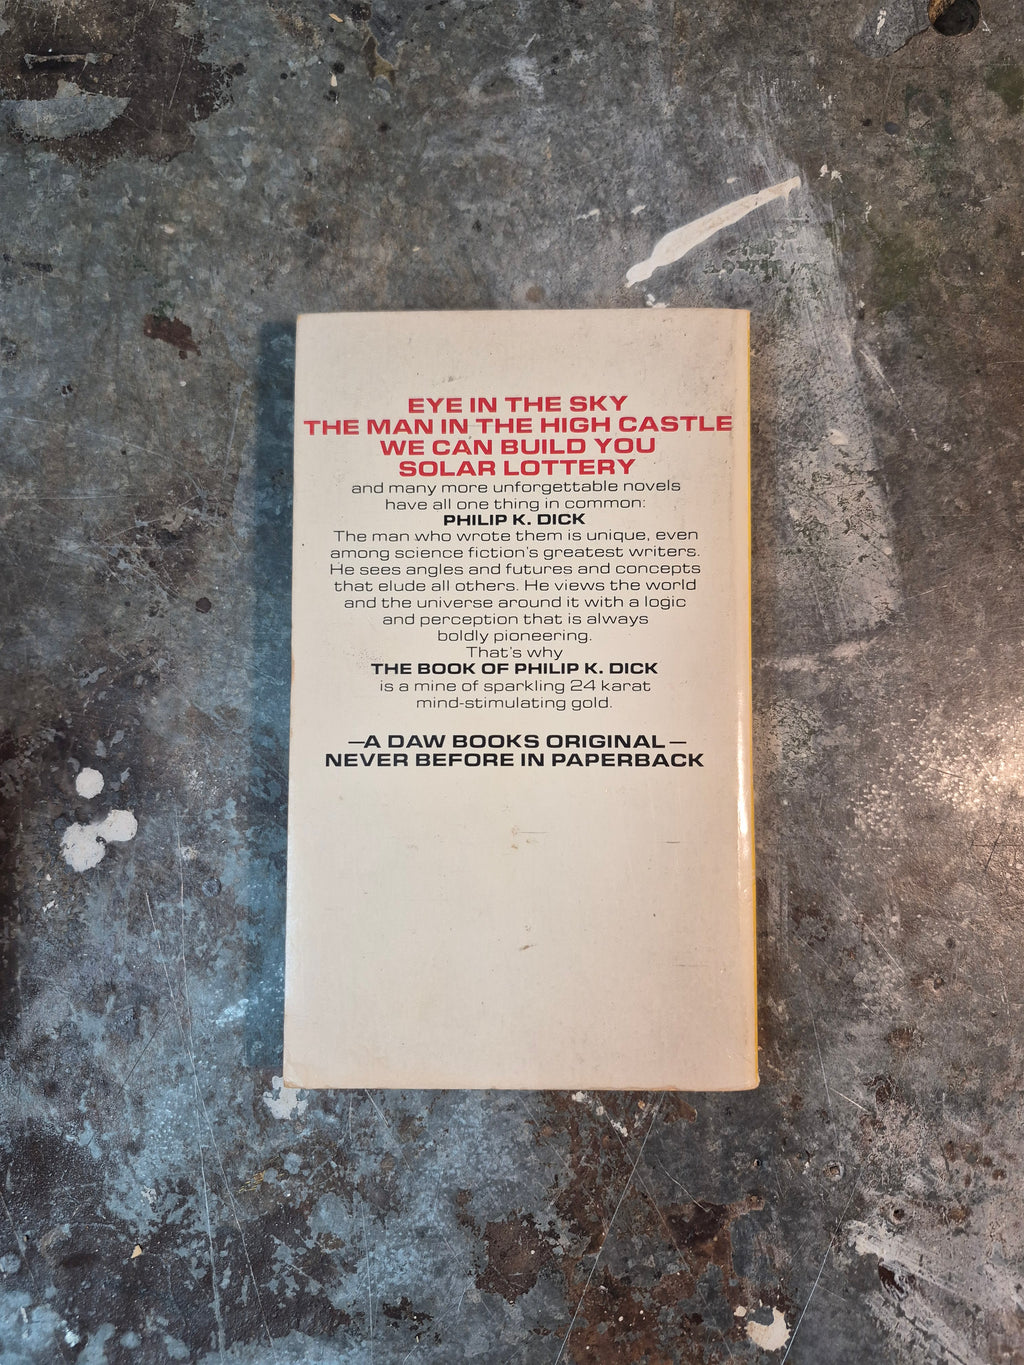 EYE IN THE SKY
THE MAN IN THE HIGH CASTLE
WE CAN BUILD YOU
SOLAR LOTTERY
and many more unforgettable novels
have all one thing in common:
PHILIP K. DICK
The man who wrote them is unique, even
among science fiction's greatest writers.
He sees angles and futures and concepts
that elude all others. He views the world
and the universe around it with a logic
and perception that is always
boldly pioneering.
That's why
THE BOOK OF PHILIP K. DICK
is a mine of sparkling 24 karat
mind-stimulating gold.
—A DAW BOOKS ORIGINAL—
NEVER BEFORE IN PAPERBACK